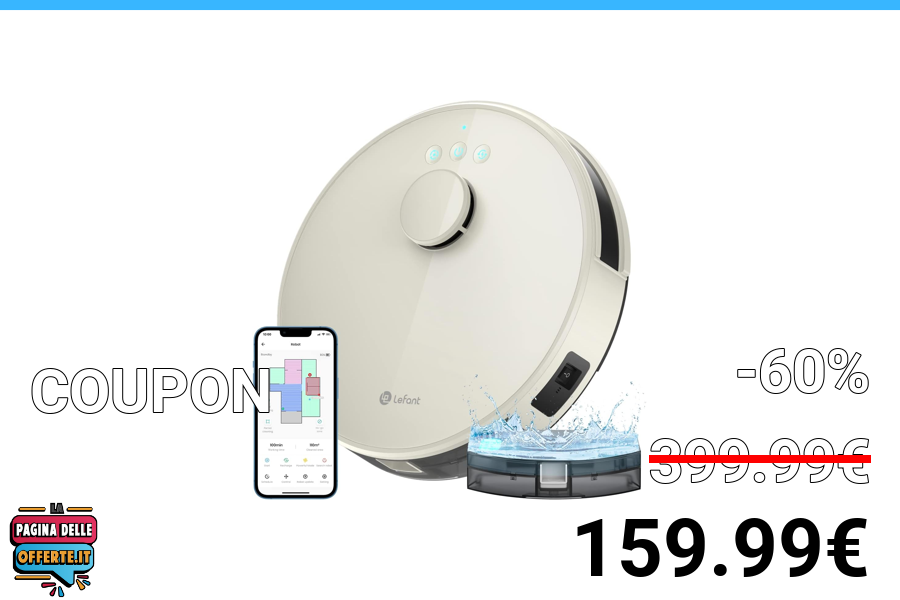 Lefant
COUPON
-60%
399.99€
159.99€
LA
PAGINA DELLE
OFFERTE.IT